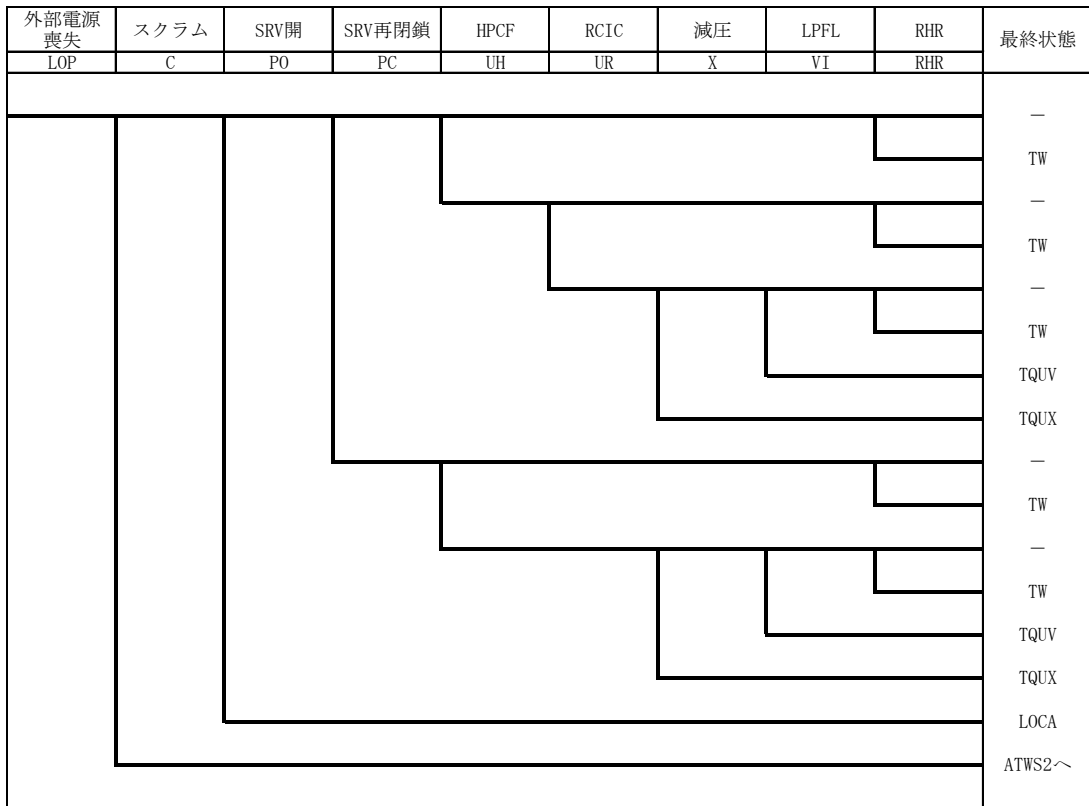 外部電源
喪失
スクラム
SRV開
SRV再閉鎖
HPCF
RCIC
減圧
LPFL
RHR
最終状態
LOP
C
PO
PC
UH
UR
X
VI
RHR
－
TW
－
TW
－
TW
TQUV
TQUX
－
TW
－
TW
TQUV
TQUX
LOCA
ATWS2へ